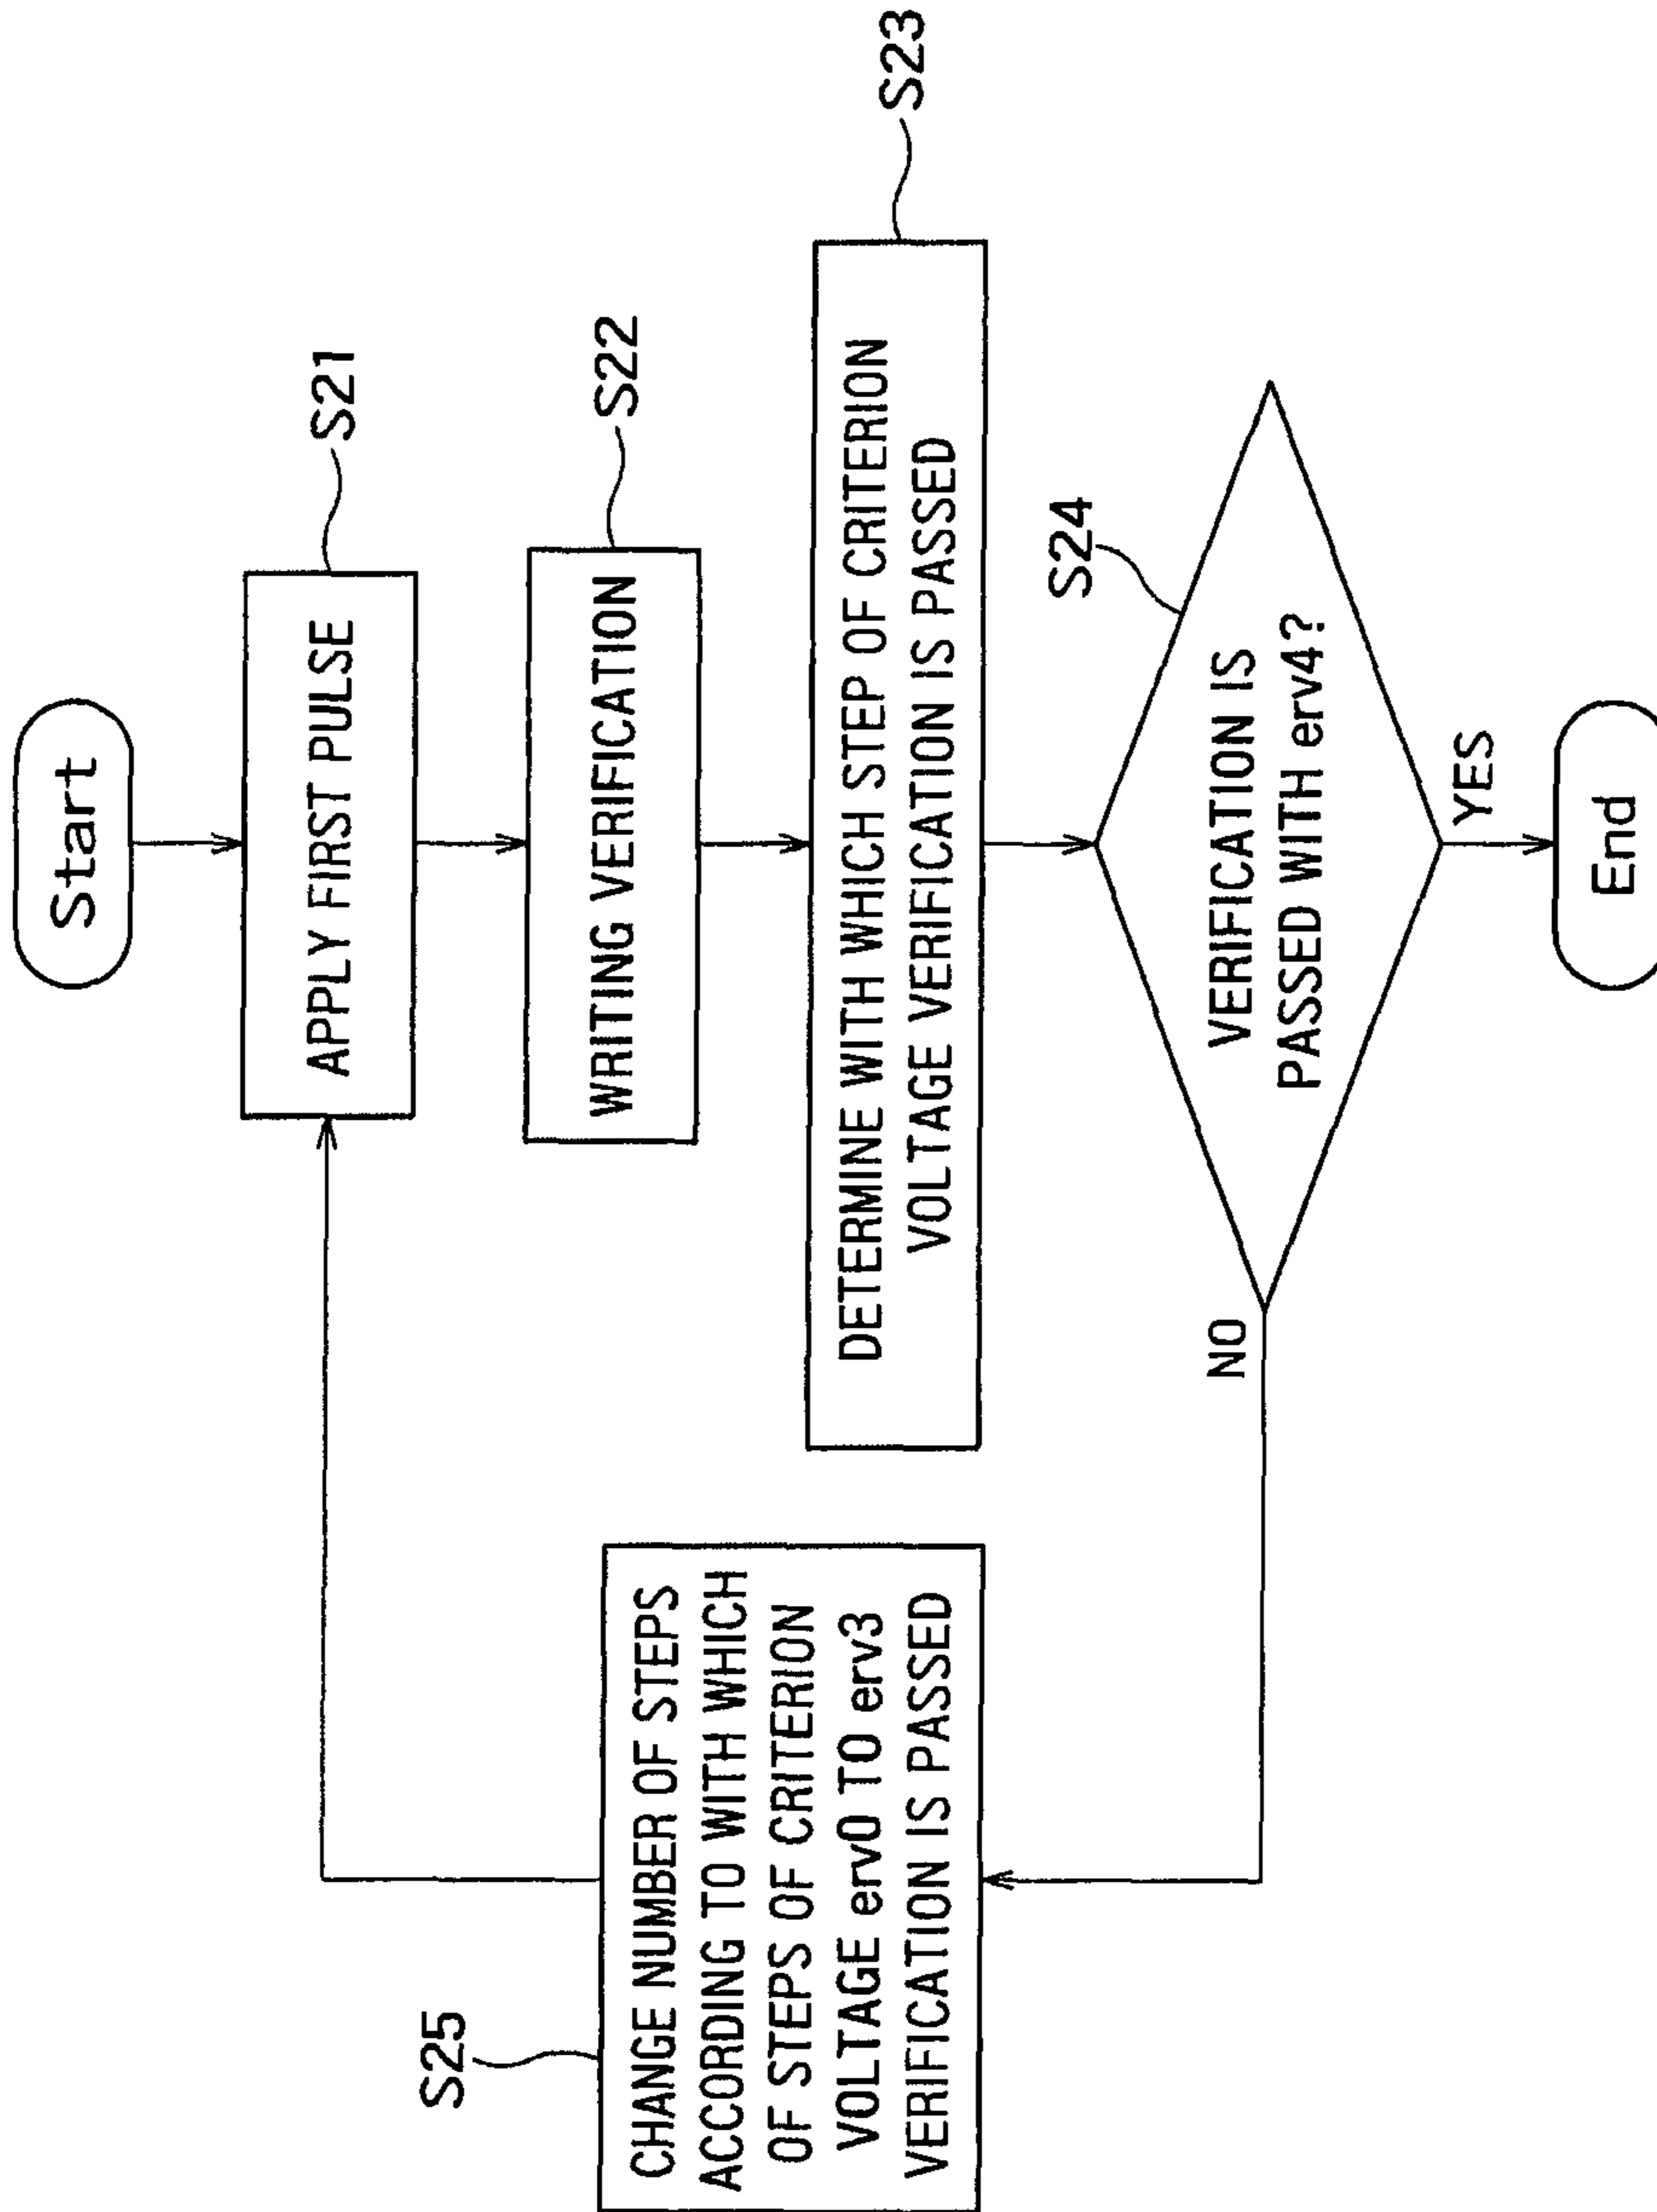 Start
APPLY FIRST PULSE
S21
WRITING VERIFICATION
S22
DETERMINE WITH WHICH STEP OF CRITERION
VOLTAGE VERIFICATION IS PASSED
S23
S24
VERIFICATION IS
PASSED WITH erv4?
NO
YES
End
S25
CHANGE NUMBER OF STEPS
ACCORDING TO WITH WHICH
OF STEPS OF CRITERION
VOLTAGE erv0 TO erv3
VERIFICATION IS PASSED